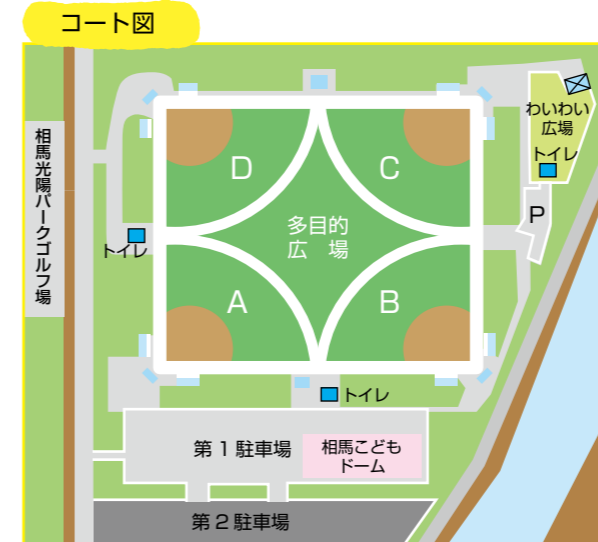 コート図
相馬光陽パークゴルフ場
わいわい
広場
トイレ
P
D
C
多目的
広 場
トイレ
A
B
トイレ
第1駐車場
相馬こども
ドーム
第2駐車場